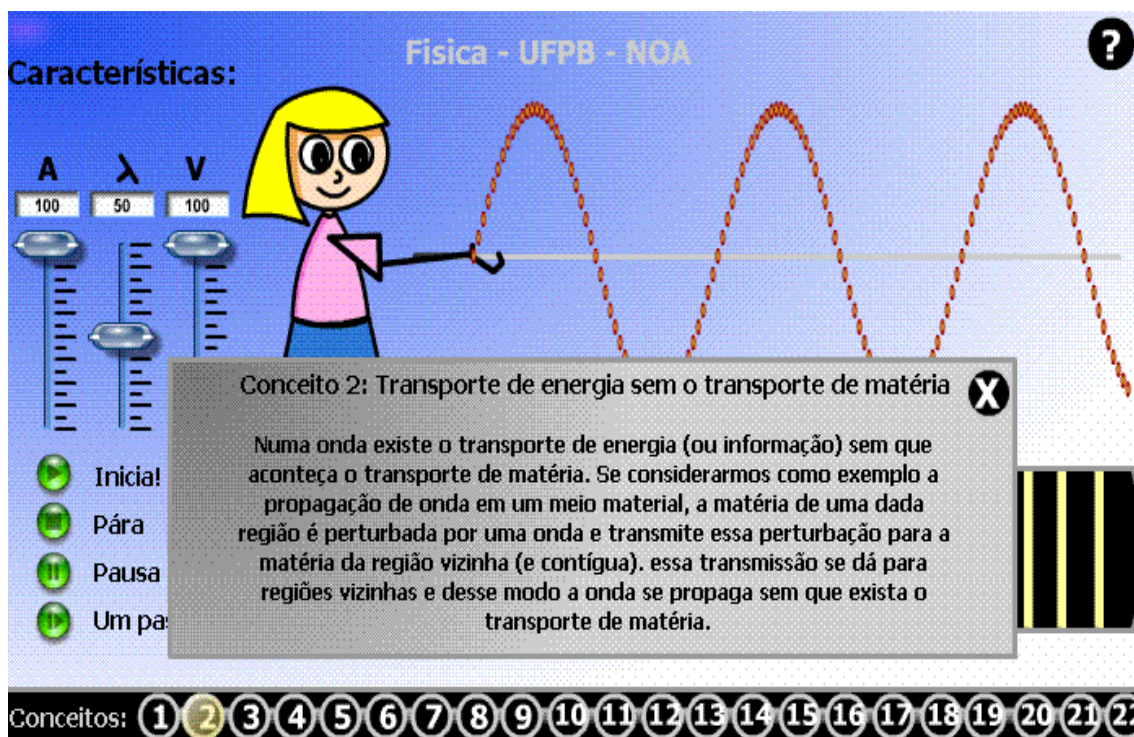 Fisica - UFPB - NOA
?
Características:
A λ V
100 50 100
Conceito 2: Transporte de energia sem o transporte de matéria
X
Numa onda existe o transporte de energia (ou informação) sem que
aconteça o transporte de matéria. Se considerarmos como exemplo a
propagação de onda em um meio material, a matéria de uma dada
região é perturbada por uma onda e transmite essa perturbação para a
matéria da região vizinha (e contígua). essa transmissão se dá para
regiões vizinhas e desse modo a onda se propaga sem que exista o
transporte de matéria.
Inicia!
Pára
Pausa
Um pa
Conceitos: 1 2 3 4 5 6 7 8 9 10 11 12 13 14 15 16 17 18 19 20 21 22